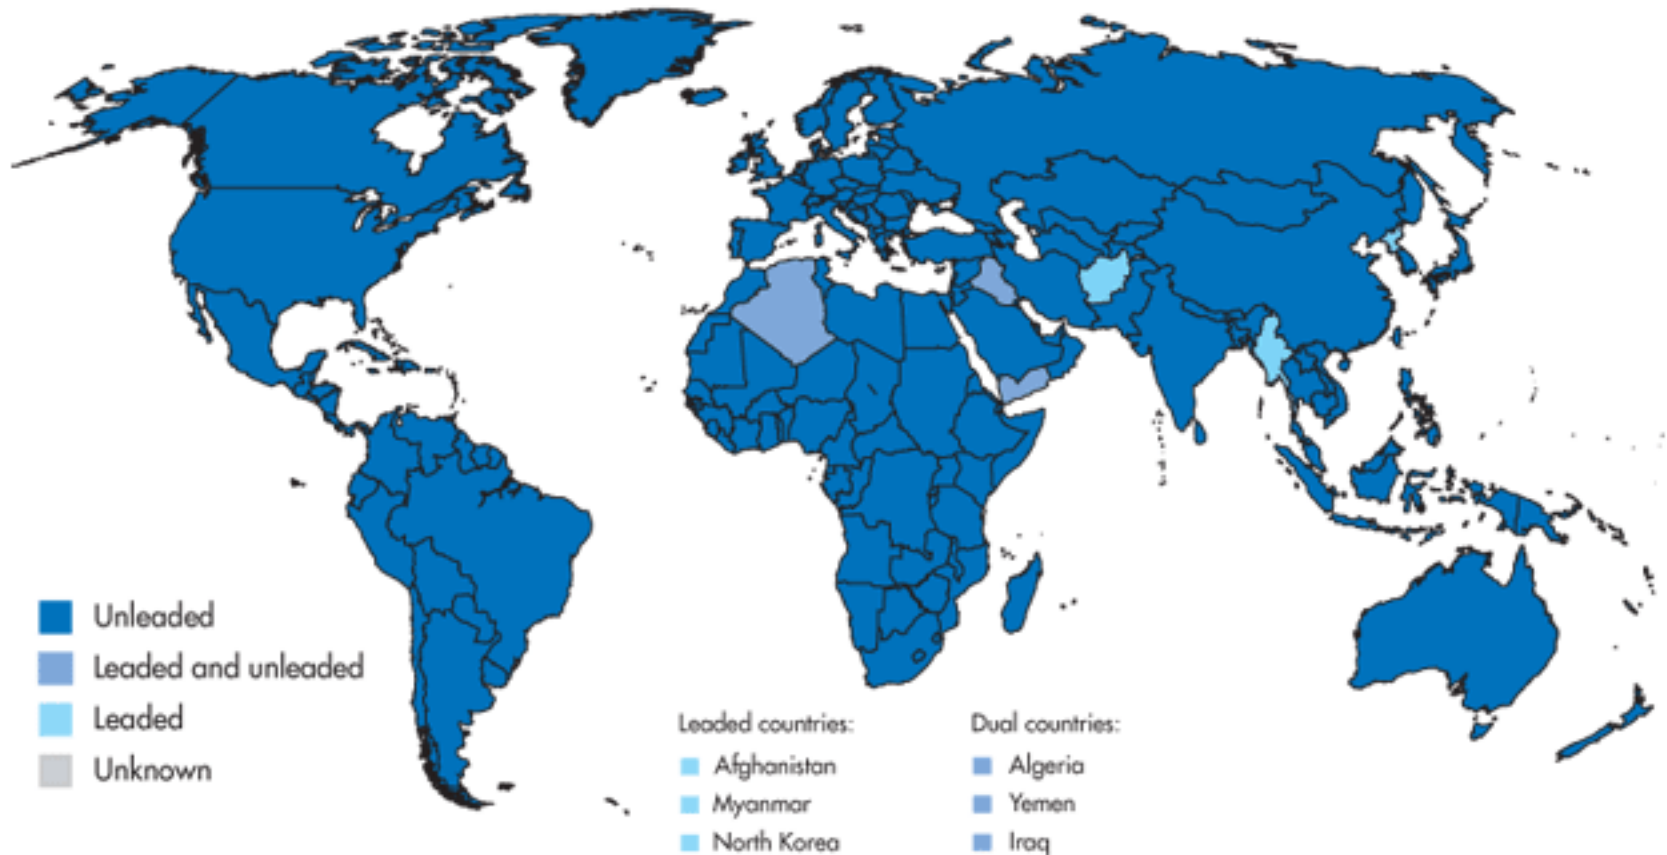 Unleaded
Leaded and unleaded
Leaded
Unknown
Leaded countries:
Afghanistan
Myanmar
North Korea
Dual countries:
Algeria
Yemen
Iraq